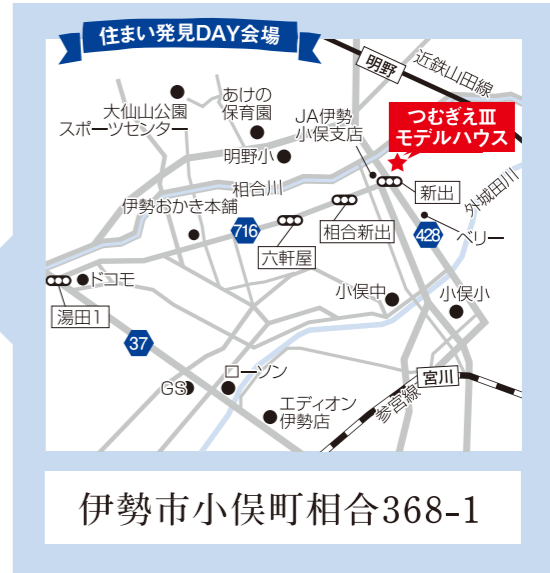 住まい発見DAY会場
明野
近鉄山田線
大仙山公園
スポーツセンター
あけの
保育園
JA伊勢
小俣支店
つむぎえⅢ
モデルハウス
明野小
相合川
新出
外城田川
伊勢おかき本舗
716
六軒屋
相合新出
428
ベリー
ドコモ
湯田1
小俣中
小俣小
37
GS
ローソン
宮川
参宮線
エディオン
伊勢店
伊勢市小俣町相合368-1